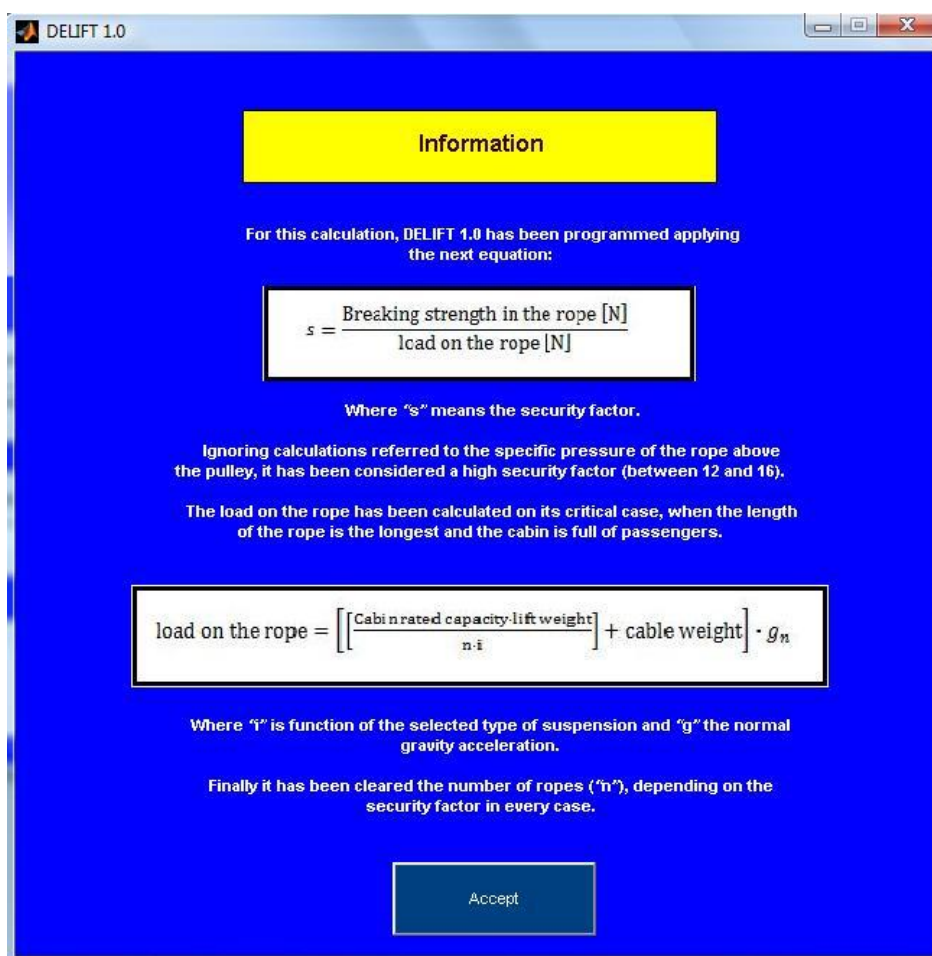 DELIFT 1.0
Information
For this calculation, DELIFT 1.0 has been programmed applying
the next equation:
s = Breaking strength in the rope [N] / load on the rope [N]
Where "s" means the security factor.
Ignoring calculations referred to the specific pressure of the rope above
the pulley, it has been considered a high security factor (between 12 and 16).
The load on the rope has been calculated on its critical case, when the length
of the rope is the longest and the cabin is full of passengers.
load on the rope = [[Cabin rated capacity·lift weight / n·i] + cable weight] · gₙ
Where "i" is function of the selected type of suspension and "g" the normal
gravity acceleration.
Finally it has been cleared the number of ropes ("n"), depending on the
security factor in every case.
Accept